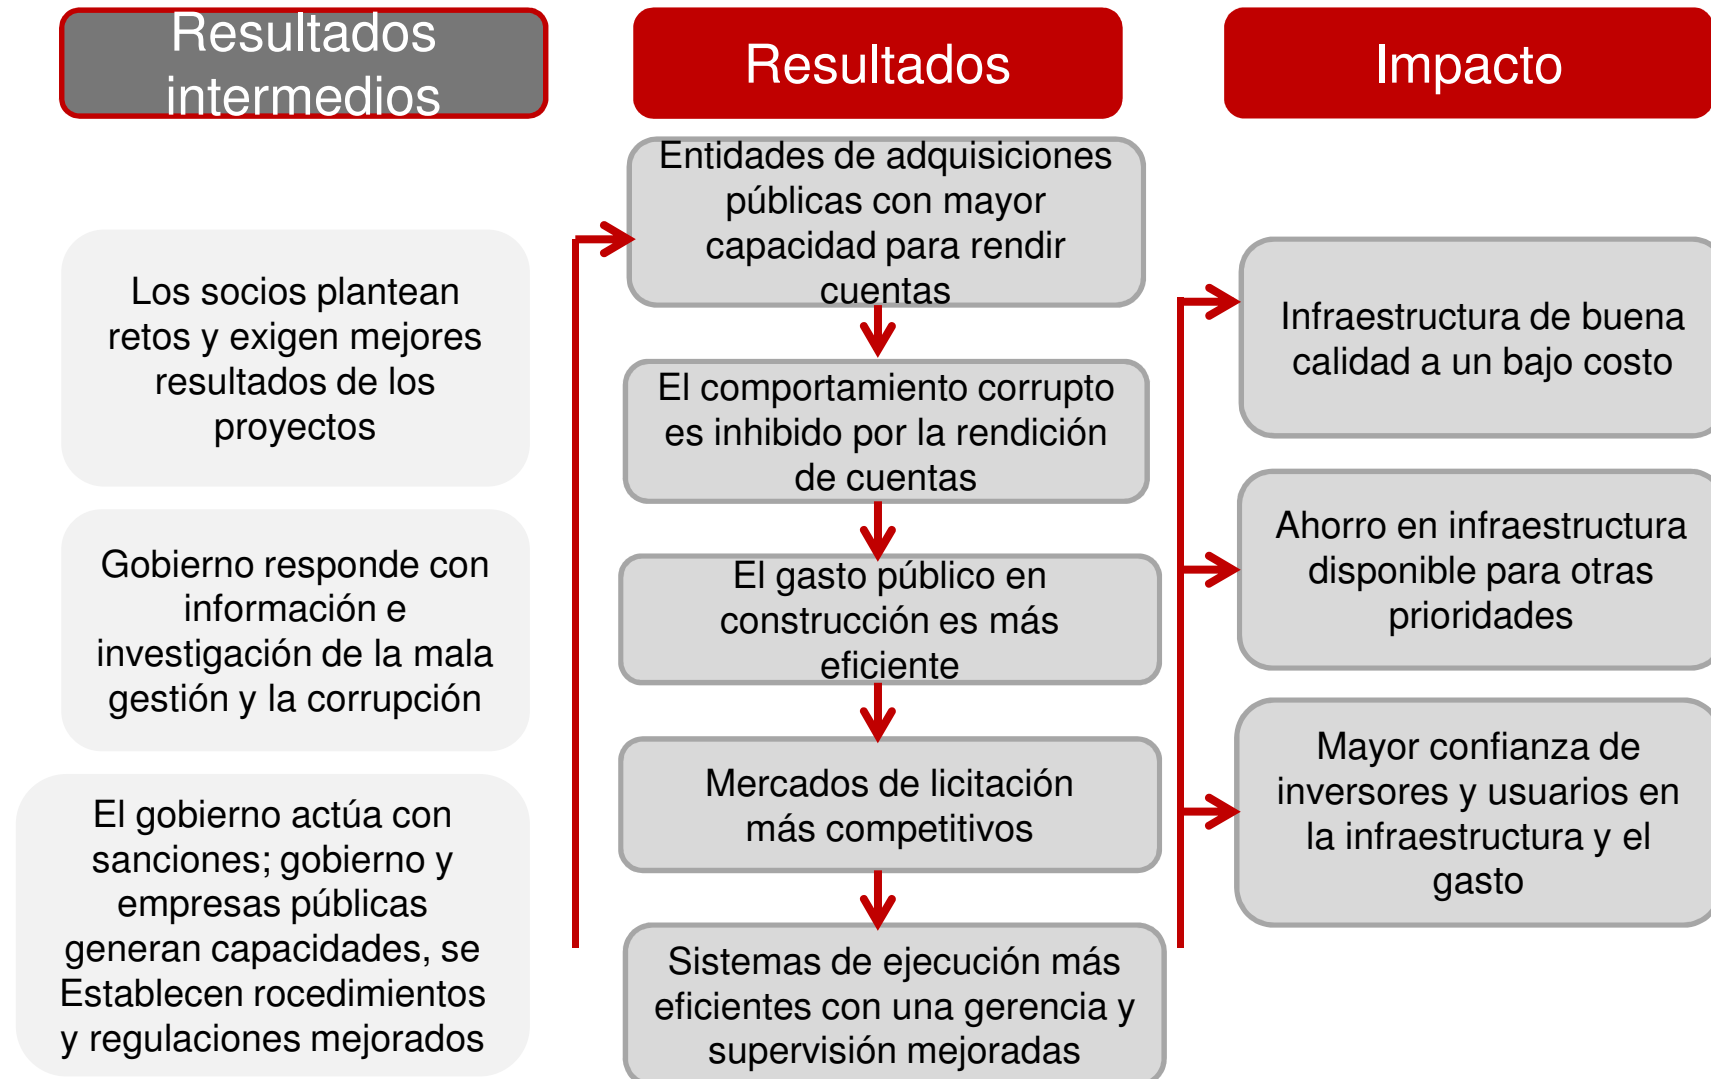 Resultados
intermedios
Los socios plantean
retos y exigen mejores
resultados de los
proyectos
Gobierno responde con
información e
investigación de la mala
gestión y la corrupción
El gobierno actúa con
sanciones; gobierno y
empresas públicas
generan capacidades, se
Establecen rocedimientos
y regulaciones mejorados
Resultados
Entidades de adquisiciones
públicas con mayor
capacidad para rendir
cuentas
El comportamiento corrupto
es inhibido por la rendición
de cuentas
El gasto público en
construcción es más
eficiente
Mercados de licitación
más competitivos
Sistemas de ejecución más
eficientes con una gerencia y
supervisión mejoradas
Impacto
Infraestructura de buena
calidad a un bajo costo
Ahorro en infraestructura
disponible para otras
prioridades
Mayor confianza de
inversores y usuarios en
la infraestructura y el
gasto